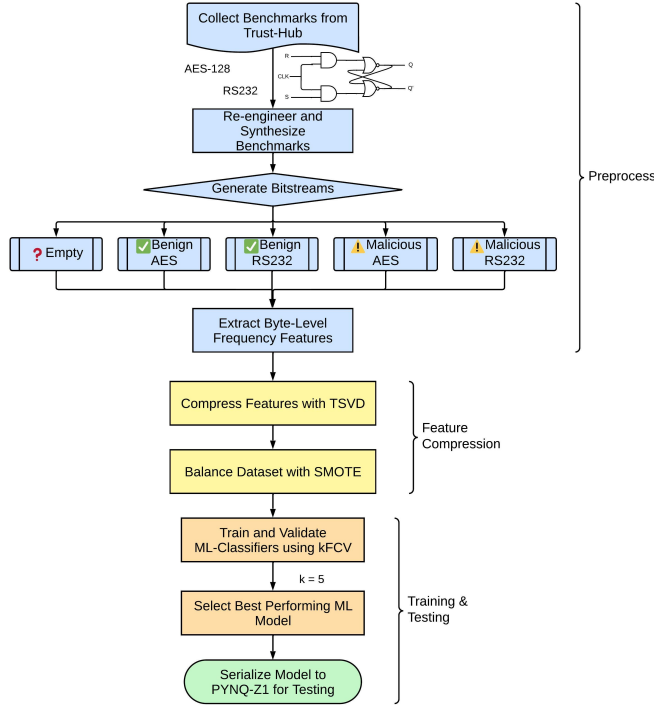 Collect Benchmarks from
Trust-Hub
AES-128
RS232
R
CLK
S
Q
Q'
Re-engineer and
Synthesize
Benchmarks
Generate Bitstreams
Preprocess
Empty
Benign
AES
Benign
RS232
Malicious
AES
Malicious
RS232
Extract Byte-Level
Frequency Features
Compress Features with TSVD
Feature
Compression
Balance Dataset with SMOTE
Train and Validate
ML-Classifiers using kFCV
k = 5
Select Best Performing ML
Model
Training &
Testing
Serialize Model to
PYNQ-Z1 for Testing